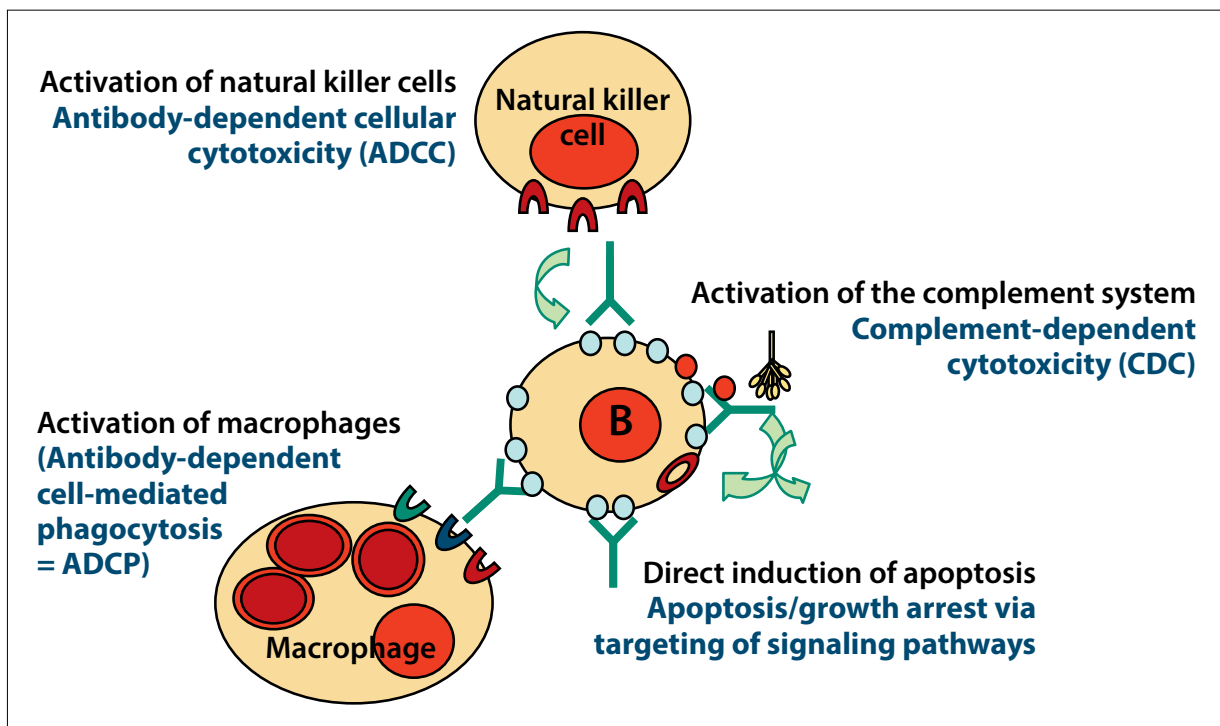 Activation of natural killer cells
Antibody-dependent cellular
cytotoxicity (ADCC)
Natural killer
cell
Activation of the complement system
Complement-dependent
cytotoxicity (CDC)
B
Activation of macrophages
(Antibody-dependent
cell-mediated
phagocytosis
= ADCP)
Macrophage
Direct induction of apoptosis
Apoptosis/growth arrest via
targeting of signaling pathways